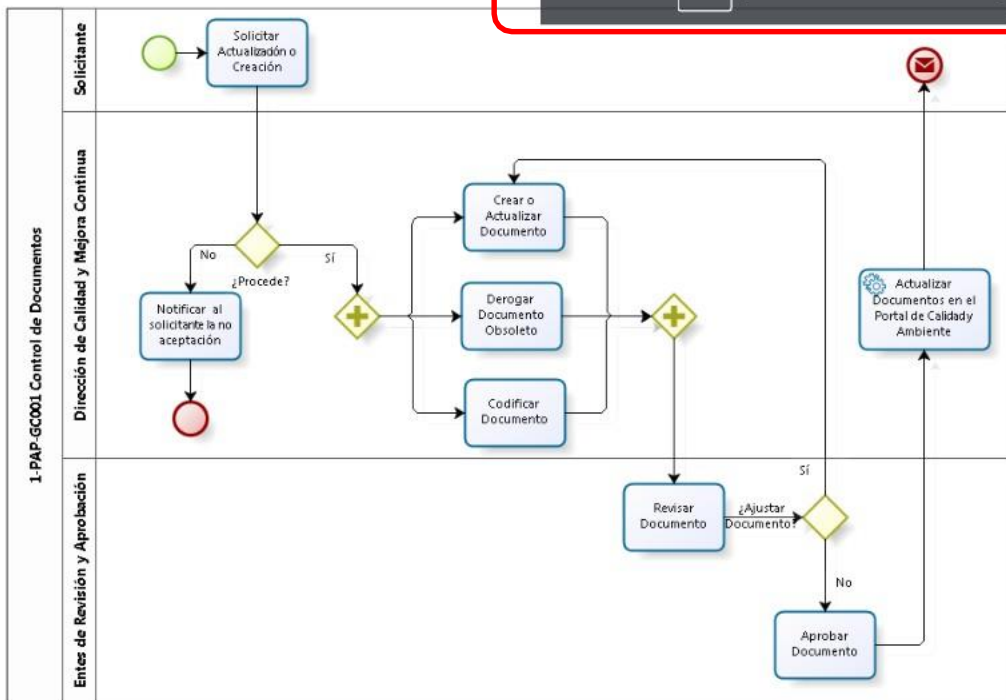 1-PAP-GC001 Control de Documentos
Solicitante
Solicitar
Actualización o
Creación
Dirección de Calidad y Mejora Continua
No
Sí
¿Procede?
Notificar al
solicitante la no
aceptación
Crear o
Actualizar
Documento
Derogar
Documento
Obsoleto
Codificar
Documento
Actualizar
Documentos en el
Portal de Calidad y
Ambiente
Entes de Revisión y Aprobación
Revisar
Documento
¿Ajustar
Documento?
Sí
No
Aprobar
Documento